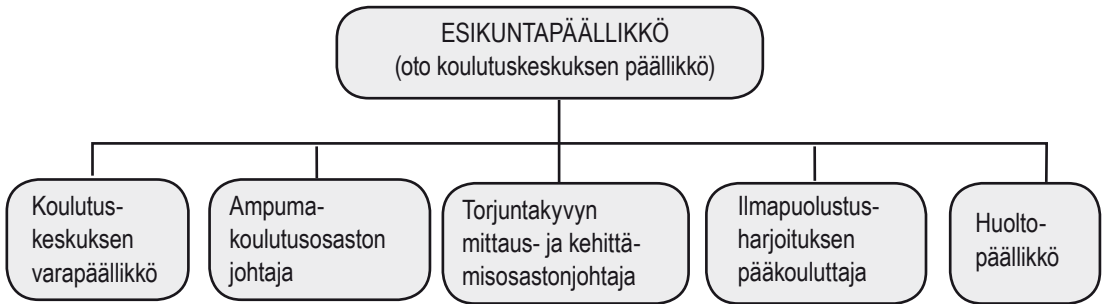 ESIKUNTAPÄÄLLIKKÖ
(oto koulutuskeskuksen päällikkö)
Koulutus-
keskuksen
varapäällikkö
Ampuma-
koulutusosaston
johtaja
Torjuntakyvyn
mittaus- ja kehittä-
misosastonjohtaja
Ilmapuolustus-
harjoituksen
pääkouluttaja
Huolto-
päällikkö